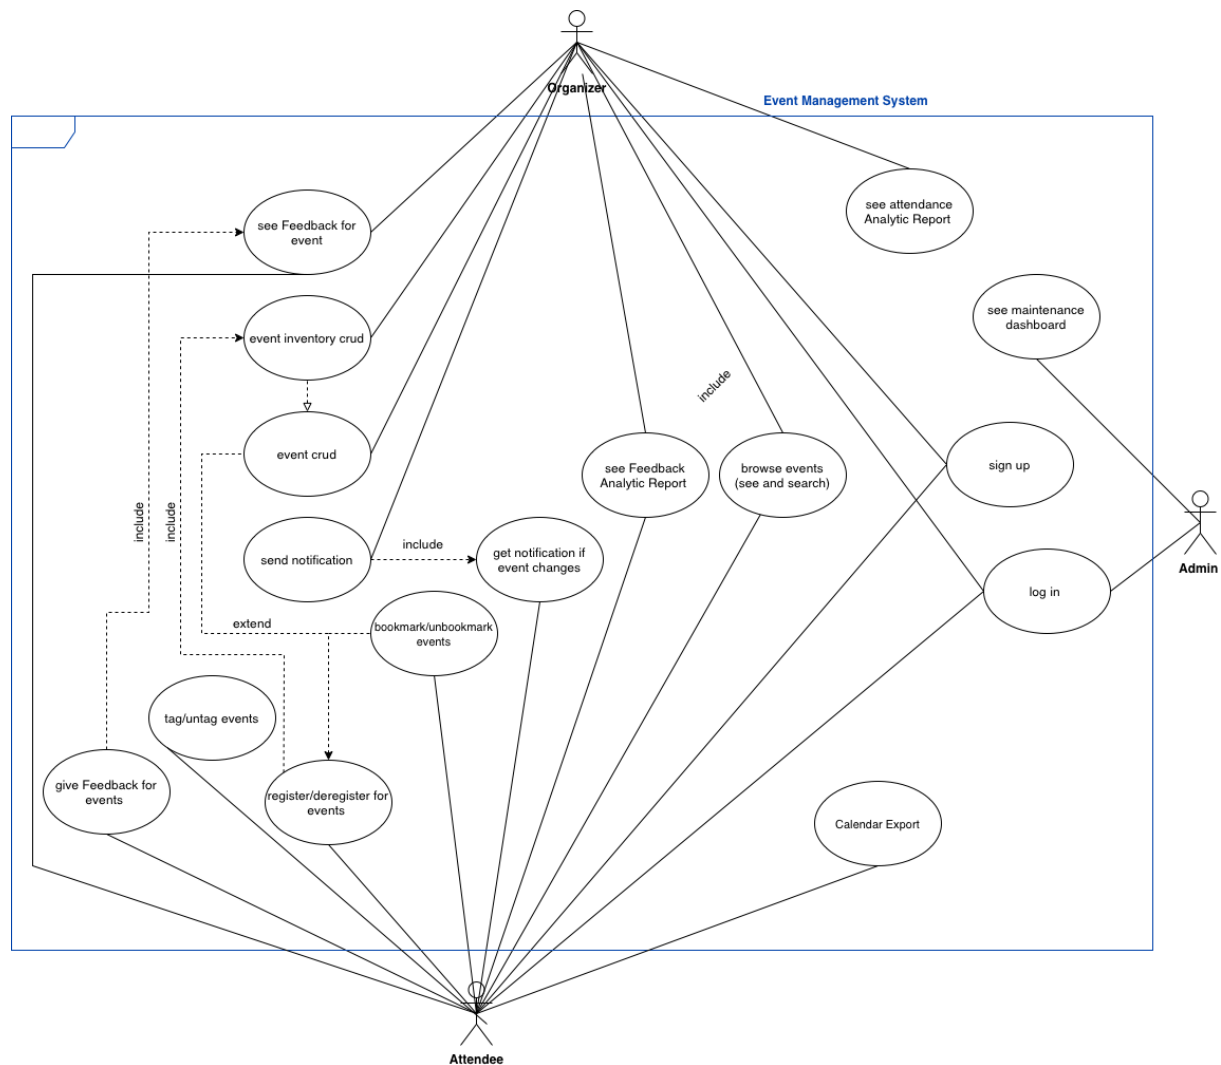 Organizer
Event Management System
see attendance
Analytic Report
see Feedback for
event
see maintenance
dashboard
event inventory crud
include
event crud
see Feedback
Analytic Report
browse events
(see and search)
sign up
include
include
send notification
include
get notification if
event changes
Admin
log in
extend
bookmark/unbookmark
events
tag/untag events
give Feedback for
events
register/deregister for
events
Calendar Export
Attendee